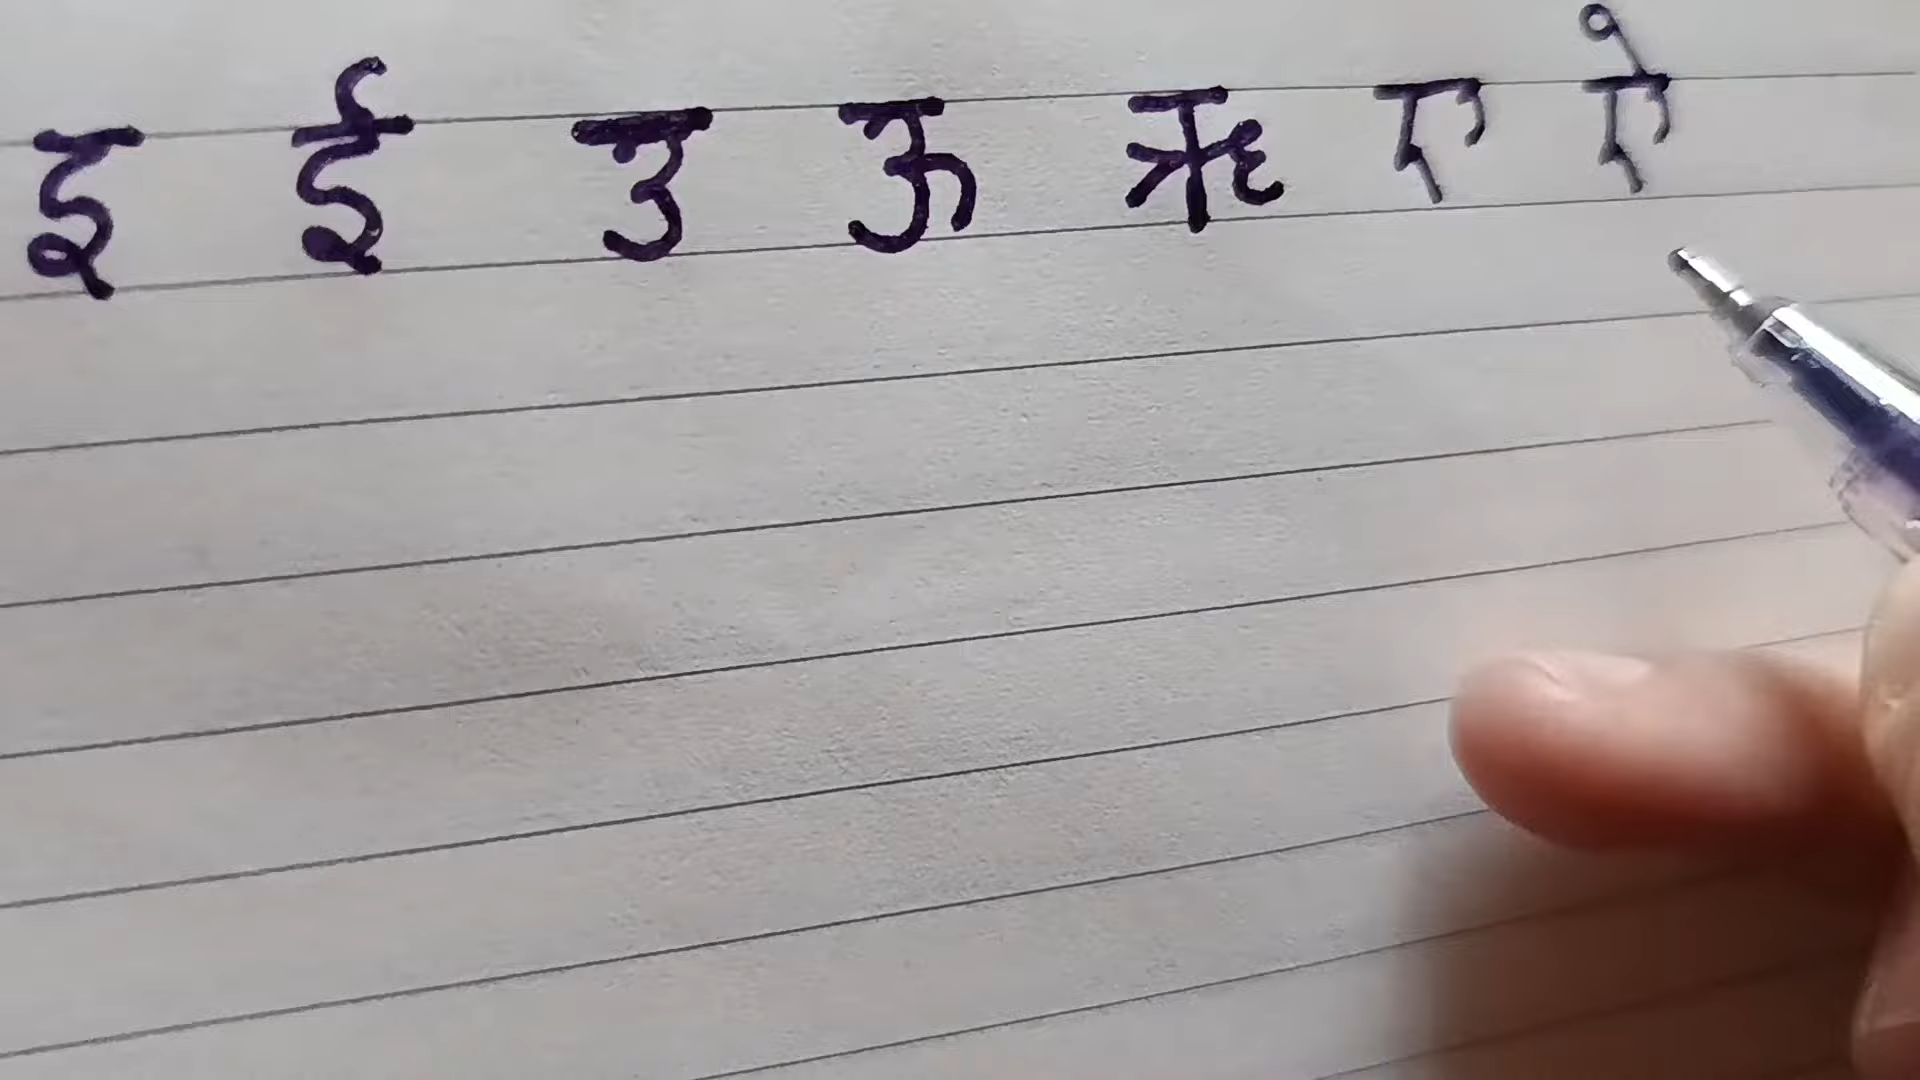 इ ई उ ऊ ऋ ए ऐ